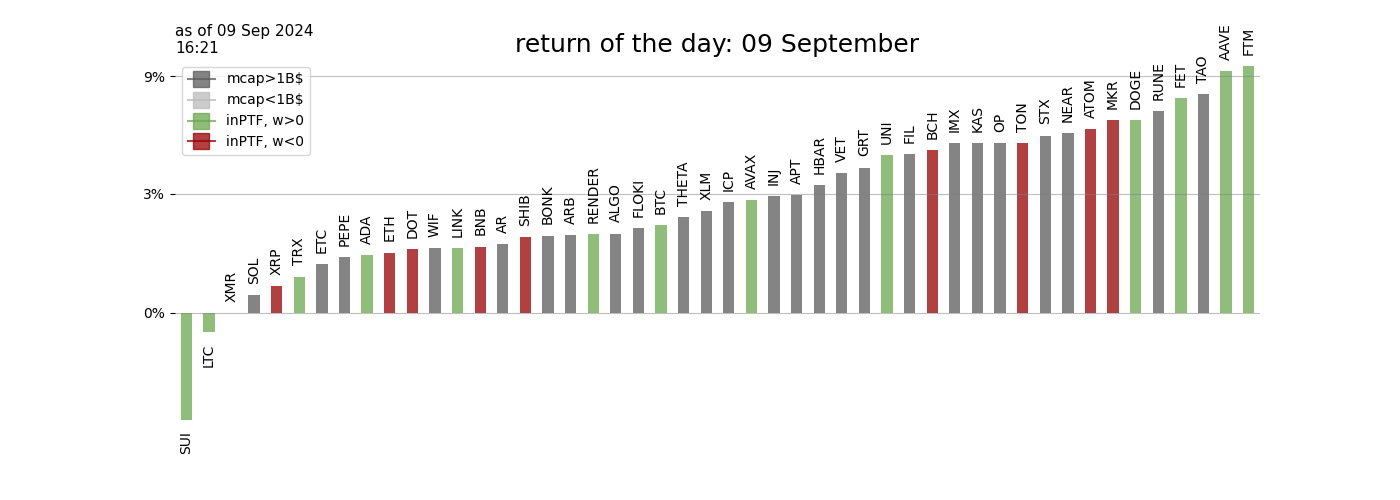 as of 09 Sep 2024
16:21
return of the day: 09 September
mcap>1B$
mcap<1B$
inPTF, w>0
inPTF, w<0
9%
3%
0%
SUI
LTC
XMR
SOL
XRP
TRX
ETC
PEPE
ADA
ETH
DOT
WIF
LINK
BNB
AR
SHIB
BONK
ARB
RENDER
ALGO
FLOKI
BTC
THETA
XLM
ICP
AVAX
INJ
APT
HBAR
VET
GRT
UNI
FIL
BCH
IMX
KAS
OP
TON
STX
NEAR
ATOM
MKR
DOGE
RUNE
FET
TAO
AAVE
FTM